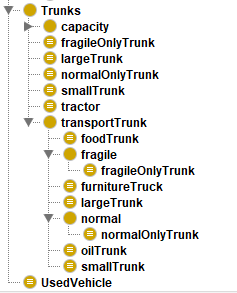 Trunks
capacity
fragileOnlyTrunk
largeTrunk
normalOnlyTrunk
smallTrunk
tractor
transportTrunk
foodTrunk
fragile
fragileOnlyTrunk
furnitureTruck
largeTrunk
normal
normalOnlyTrunk
oilTrunk
smallTrunk
UsedVehicle